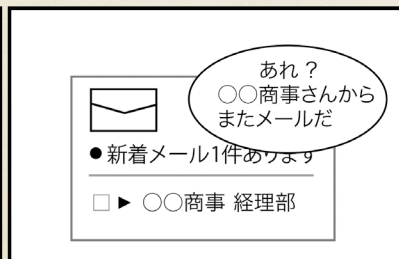 あれ？
○○商事さんから
またメールだ
●新着メール1件あります
□▶ ○○商事 経理部